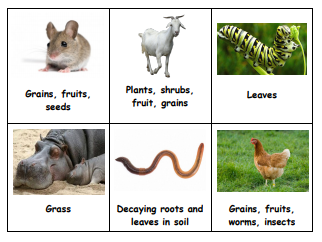 Grains, fruits,
seeds
Plants, shrubs,
fruit, grains
Leaves
Grass
Decaying roots and
leaves in soil
Grains, fruits,
worms, insects